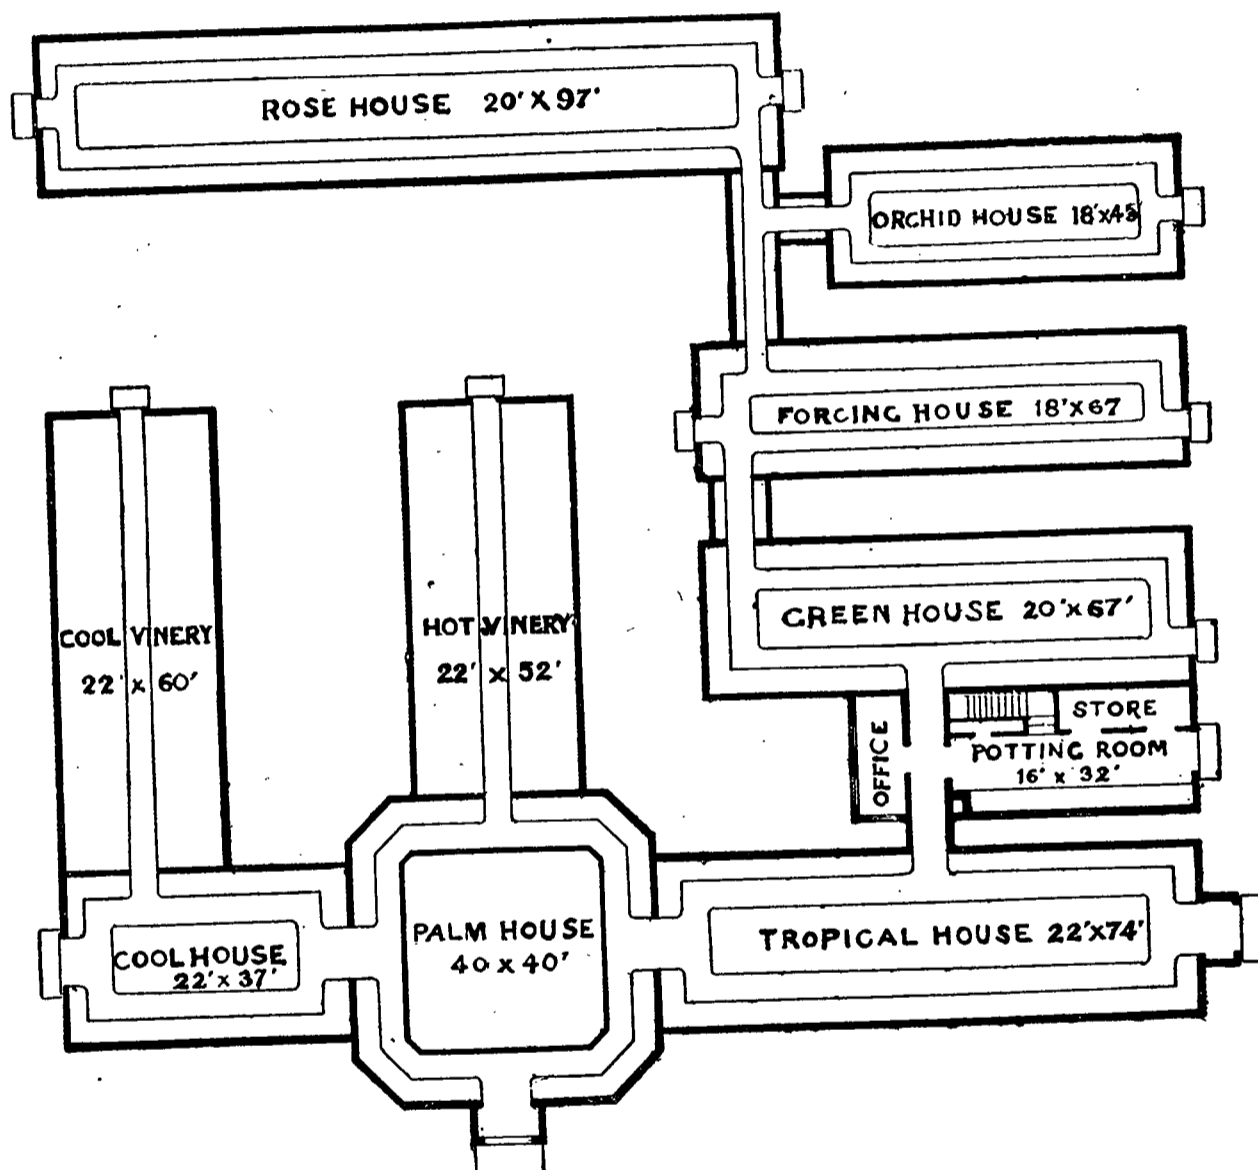 ROSE HOUSE 20' X 97'
ORCHID HOUSE 18'x45'
FORCING HOUSE 18'X67
GREEN HOUSE 20'x67'
STORE
POTTING ROOM
16' x 32'
OFFICE
COOL VINERY
22' x 60'
HOT VINERY
22' x 52'
COOL HOUSE
22'x 37'
PALM HOUSE
40 x 40'
TROPICAL HOUSE 22'X74'